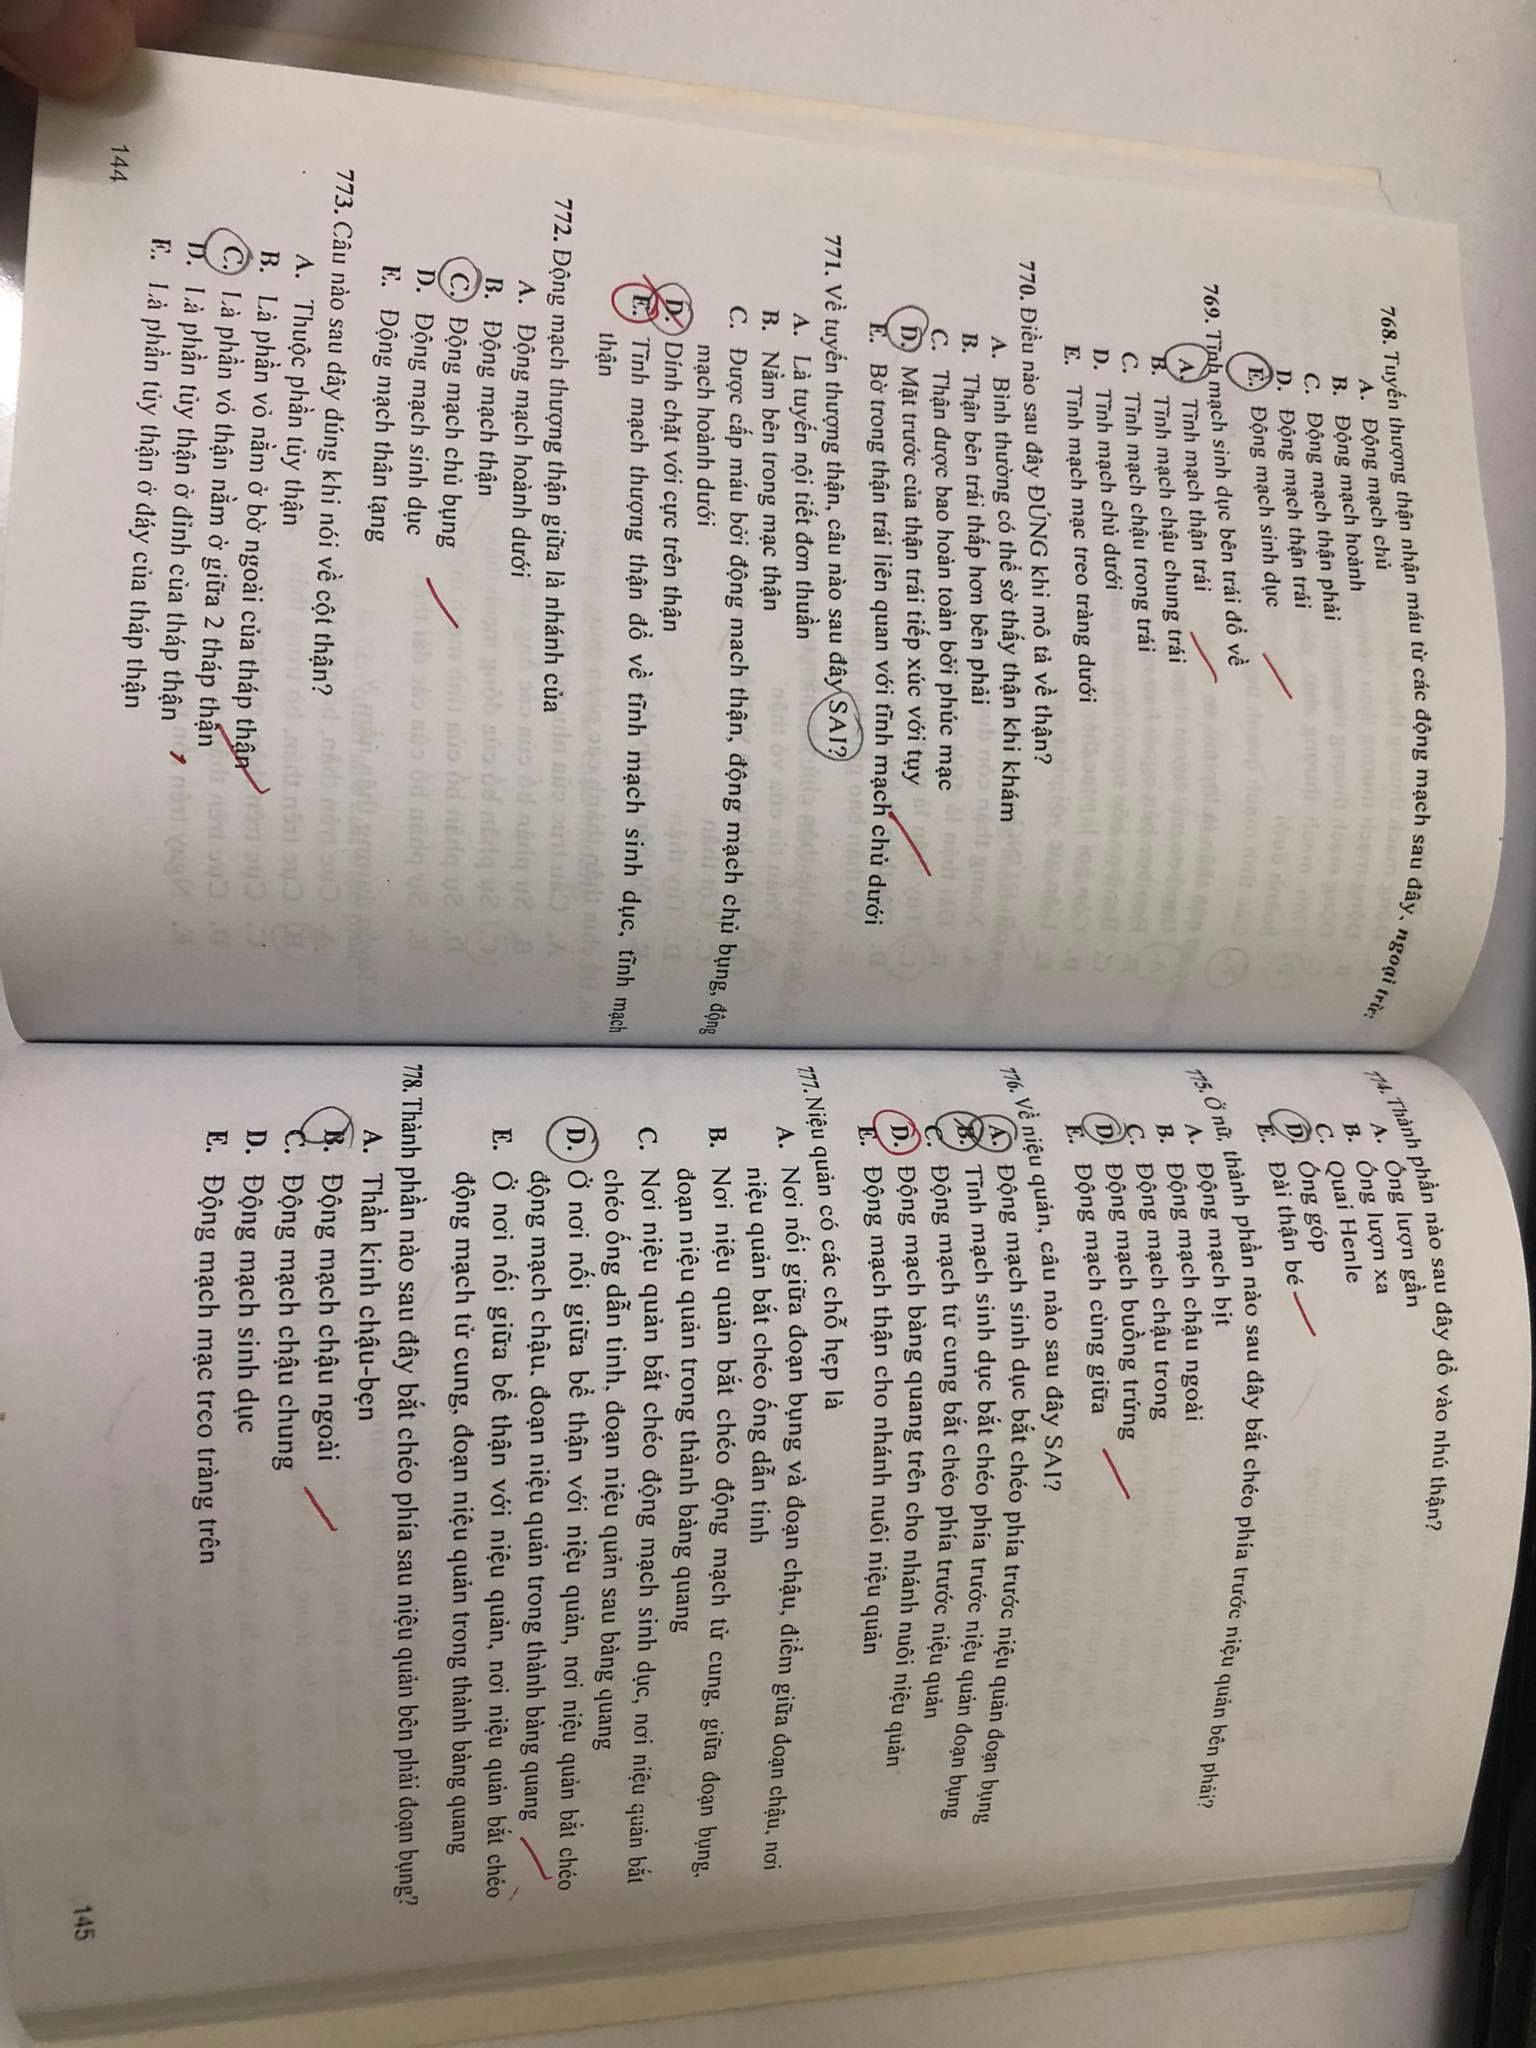 768. Tuyến thượng thận nhận máu từ các động mạch sau đây, ngoại trừ:
A. Động mạch chủ
B. Động mạch hoành
C. Động mạch thận phải
D. Động mạch thận trái
E. Động mạch sinh dục
769. Tĩnh mạch sinh dục bên trái đổ về
A. Tĩnh mạch thận trái
B. Tĩnh mạch chậu chung trái
C. Tĩnh mạch chậu trong trái
D. Tĩnh mạch chủ dưới
E. Tĩnh mạch mạc treo tràng dưới
770. Điều nào sau đây ĐÚNG khi mô tả về thận?
A. Bình thường có thể sờ thấy thận khi khám
B. Thận bên trái thấp hơn bên phải
C. Thận được bao hoàn toàn bởi phúc mạc
D. Mặt trước của thận trái tiếp xúc với tụy
E. Bờ trong thận trái liên quan với tĩnh mạch chủ dưới
771. Về tuyến thượng thận, câu nào sau đây SAI?
A. Là tuyến nội tiết đơn thuần
B. Nằm bên trong mạc thận
C. Được cấp máu bởi động mach thận, động mạch chủ bụng, động
mạch hoành dưới
D. Dính chặt với cực trên thận
E. Tĩnh mạch thượng thận đổ về tĩnh mạch sinh dục, tĩnh mạch
thận
772. Động mạch thượng thận giữa là nhánh của
A. Động mạch hoành dưới
B. Động mạch thận
C. Động mạch chủ bụng
D. Động mạch sinh dục
E. Động mạch thân tạng
773. Câu nào sau đây đúng khi nói về cột thận?
A. Thuộc phần tủy thận
B. Là phần vỏ nằm ở bờ ngoài của tháp thận
C. Là phần vỏ thận nằm ở giữa 2 tháp thận
D. Là phần tủy thận ở đỉnh của tháp thận
E. Là phần tủy thận ở đáy của tháp thận
144
774. Thành phần nào sau đây đổ vào nhú thận?
A. Ống lượn gần
B. Ống lượn xa
C. Quai Henle
D. Ống góp
E. Đài thận bé
775. Ở nữ, thành phần nào sau đây bắt chéo phía trước niệu quản bên phải?
A. Động mạch bịt
B. Động mạch chậu ngoài
C. Động mạch chậu trong
D. Động mạch buồng trứng
E. Động mạch cùng giữa
776. Về niệu quản, câu nào sau đây SAI?
A. Động mạch sinh dục bắt chéo phía trước niệu quản đoạn bụng
B. Tĩnh mạch sinh dục bắt chéo phía trước niệu quản đoạn bụng
C. Động mạch tử cung bắt chéo phía trước niệu quản
D. Động mạch bàng quang trên cho nhánh nuôi niệu quản
E. Động mạch thận cho nhánh nuôi niệu quản
777. Niệu quản có các chỗ hẹp là
A. Nơi nối giữa đoạn bụng và đoạn chậu, điểm giữa đoạn chậu, nơi
niệu quản bắt chéo ống dẫn tinh
B. Nơi niệu quản bắt chéo động mạch tử cung, giữa đoạn bụng,
đoạn niệu quản trong thành bàng quang
C. Nơi niệu quản bắt chéo động mạch sinh dục, nơi niệu quản bắt
chéo ống dẫn tinh, đoạn niệu quản sau bàng quang
D. Ở nơi nối giữa bể thận với niệu quản, nơi niệu quản bắt chéo
động mạch chậu. đoạn niệu quản trong thành bàng quang
E. Ở nơi nối giữa bể thận với niệu quản, nơi niệu quản bắt chéo
động mạch tử cung, đoạn niệu quản trong thành bàng quang
778. Thành phần nào sau đây bắt chéo phía sau niệu quản bên phải đoạn bụng?
A. Thần kinh chậu-bẹn
B. Động mạch chậu ngoài
C. Động mạch chậu chung
D. Động mạch sinh dục
E. Động mạch mạc treo tràng trên
145